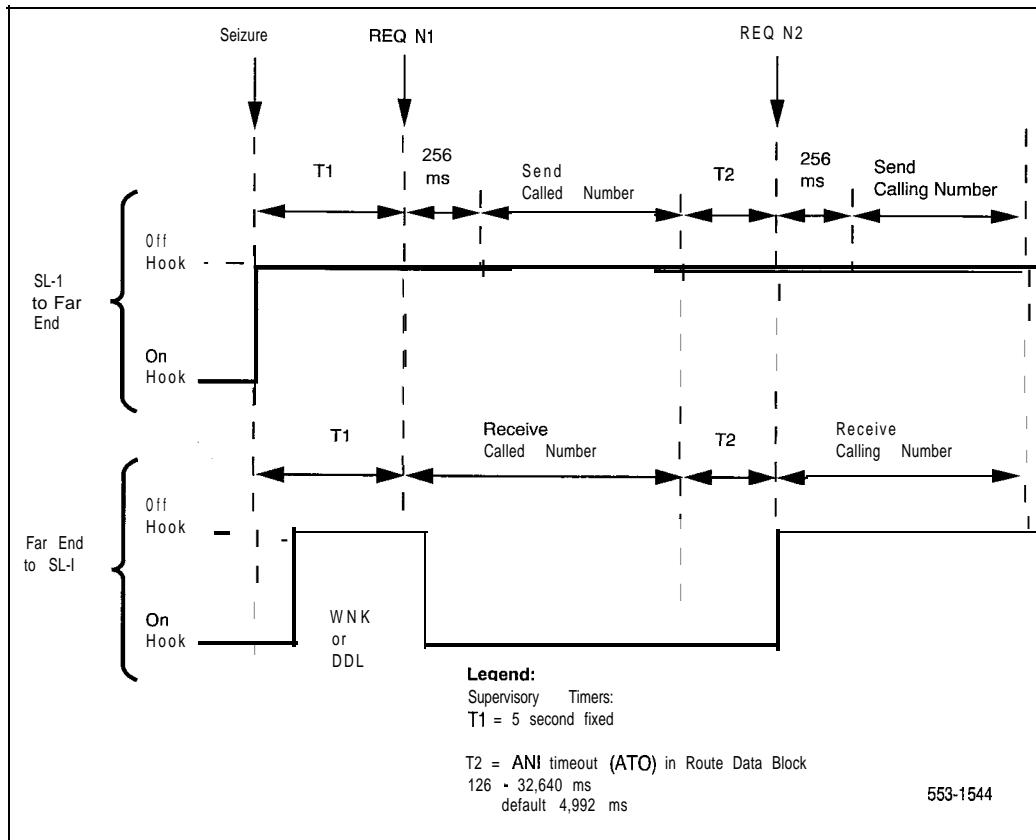 Seizure
REQ N1
REQ N2
T1
256
ms
Send
Called Number
T2
256
ms
Send
Calling Number
Off
Hook
SL-1
to Far
End
On
Hook
T1
Receive
Called Number
T2
Receive
Calling Number
Off
Hook
Far End
to SL-I
On
Hook
WNK
or
DDL
Legend:
Supervisory Timers:
T1 = 5 second fixed
T2 = ANI timeout (ATO) in Route Data Block
126 - 32,640 ms
default 4,992 ms
553-1544